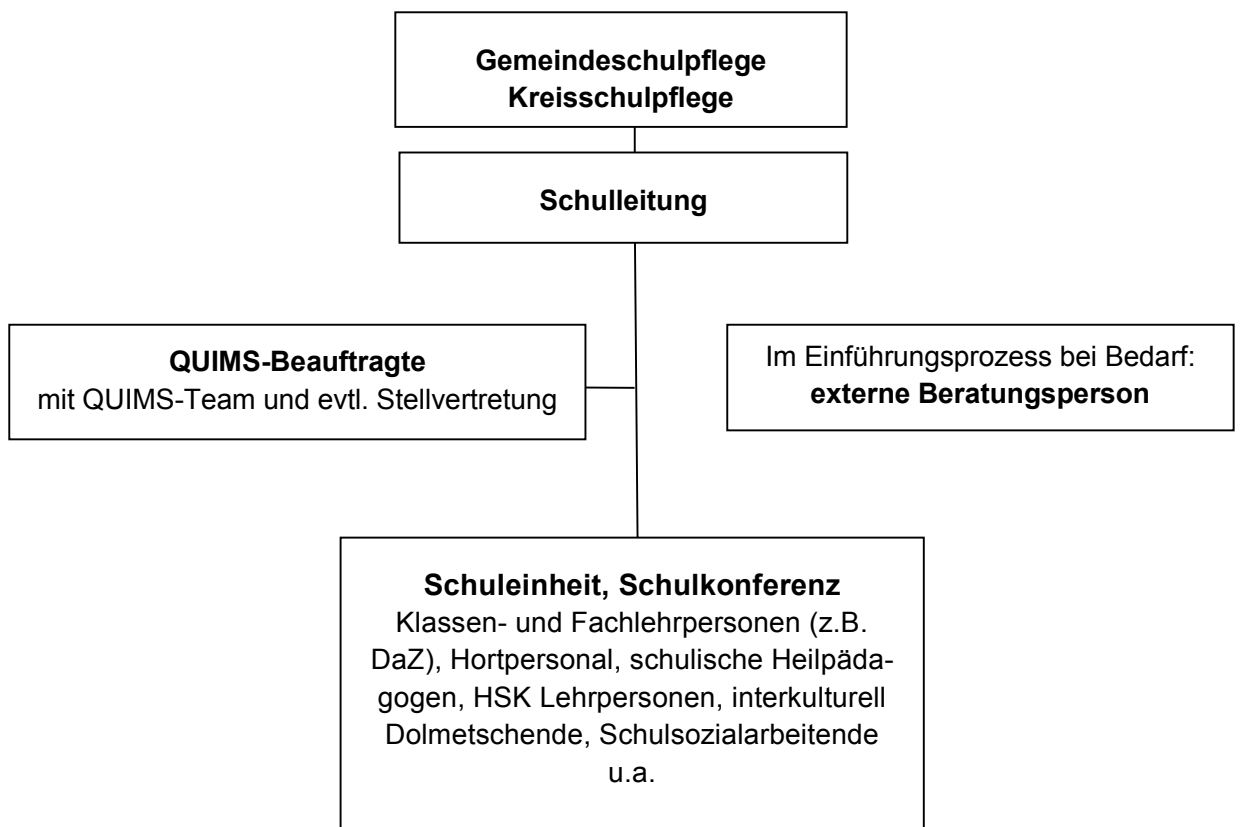 Gemeindeschulpflege
Kreisschulpflege
Schulleitung
QUIMS-Beauftragte
mit QUIMS-Team und evtl. Stellvertretung
Im Einführungsprozess bei Bedarf:
externe Beratungsperson
Schuleinheit, Schulkonferenz
Klassen- und Fachlehrpersonen (z.B.
DaZ), Hortpersonal, schulische Heilpäda-
gogen, HSK Lehrpersonen, interkulturell
Dolmetschende, Schulsozialarbeitende
u.a.